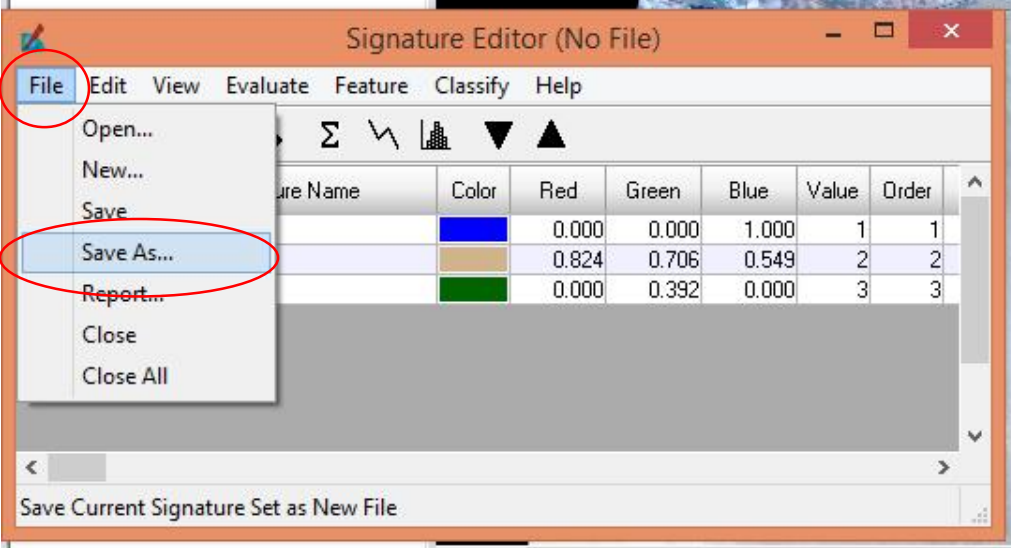 Signature Editor (No File)
File Edit View Evaluate Feature Classify Help
Open...
New...
Save
Save As...
Report...
Close
Close All
Σ
ure Name Color Red Green Blue Value Order
0.000 0.000 1.000 1 1
0.824 0.706 0.549 2 2
0.000 0.392 0.000 3 3
Save Current Signature Set as New File